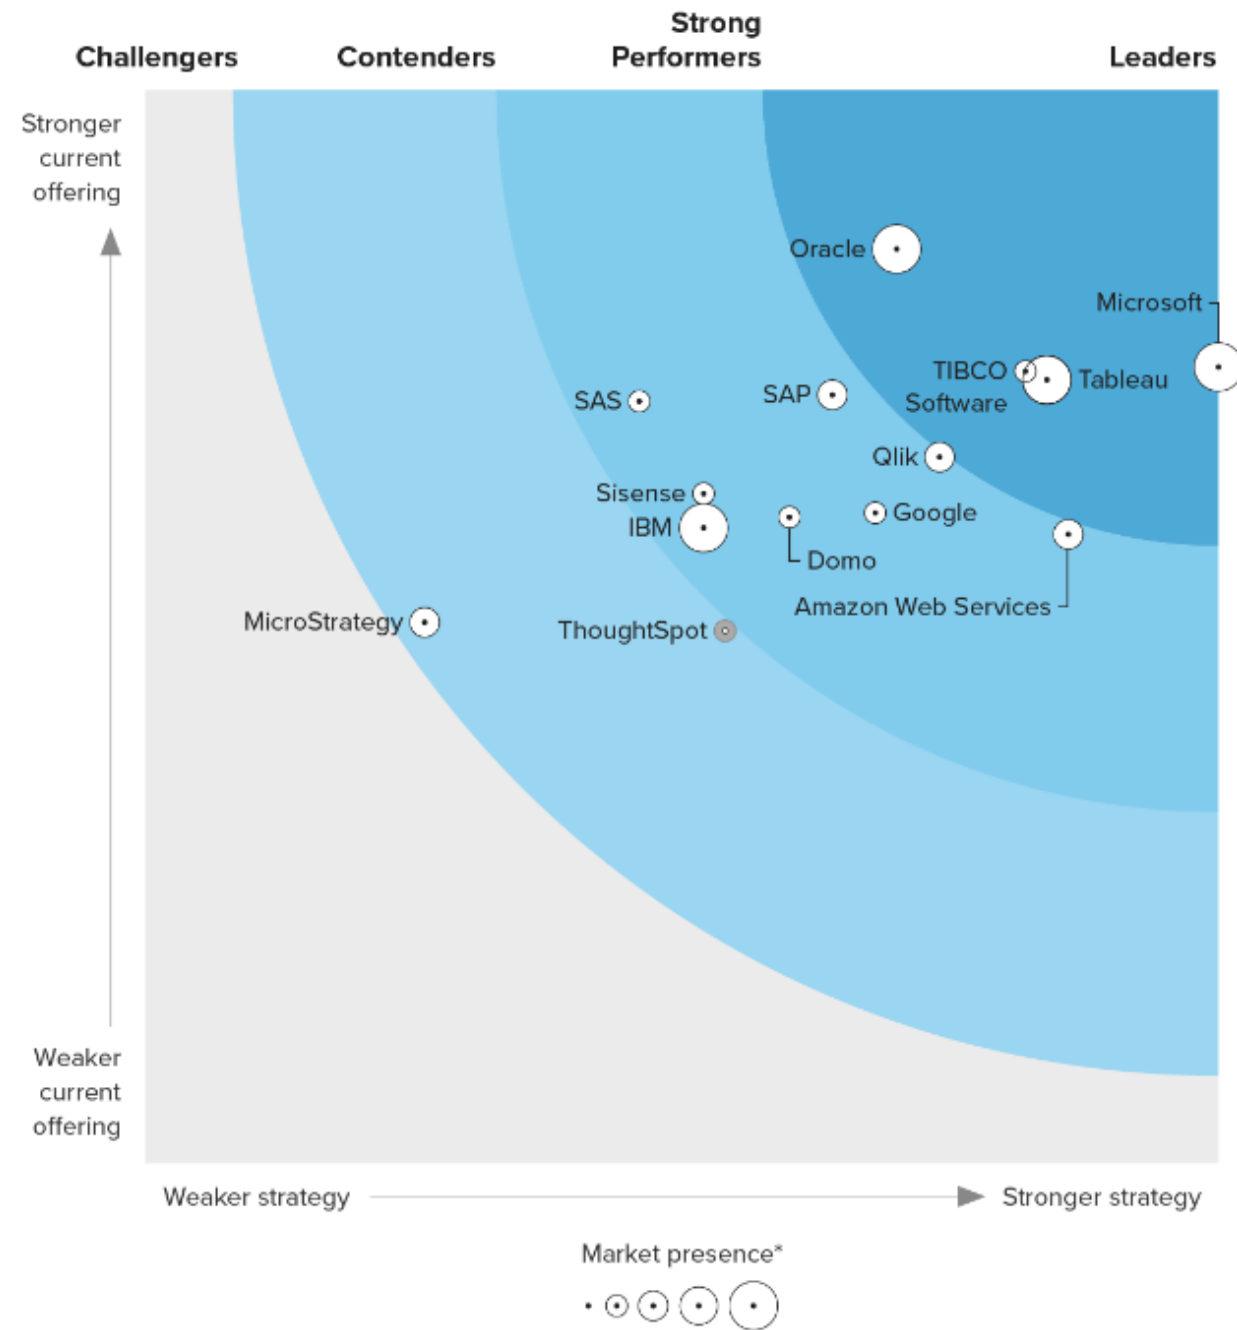 Strong
Challengers Contenders Performers Leaders
Stronger
current
offering
Oracle
Microsoft
TIBCO
Software
Tableau
SAS
SAP
Qlik
Sisense
IBM
Google
Domo
Amazon Web Services
MicroStrategy
ThoughtSpot
Weaker
current
offering
Weaker strategy
Stronger strategy
Market presence*